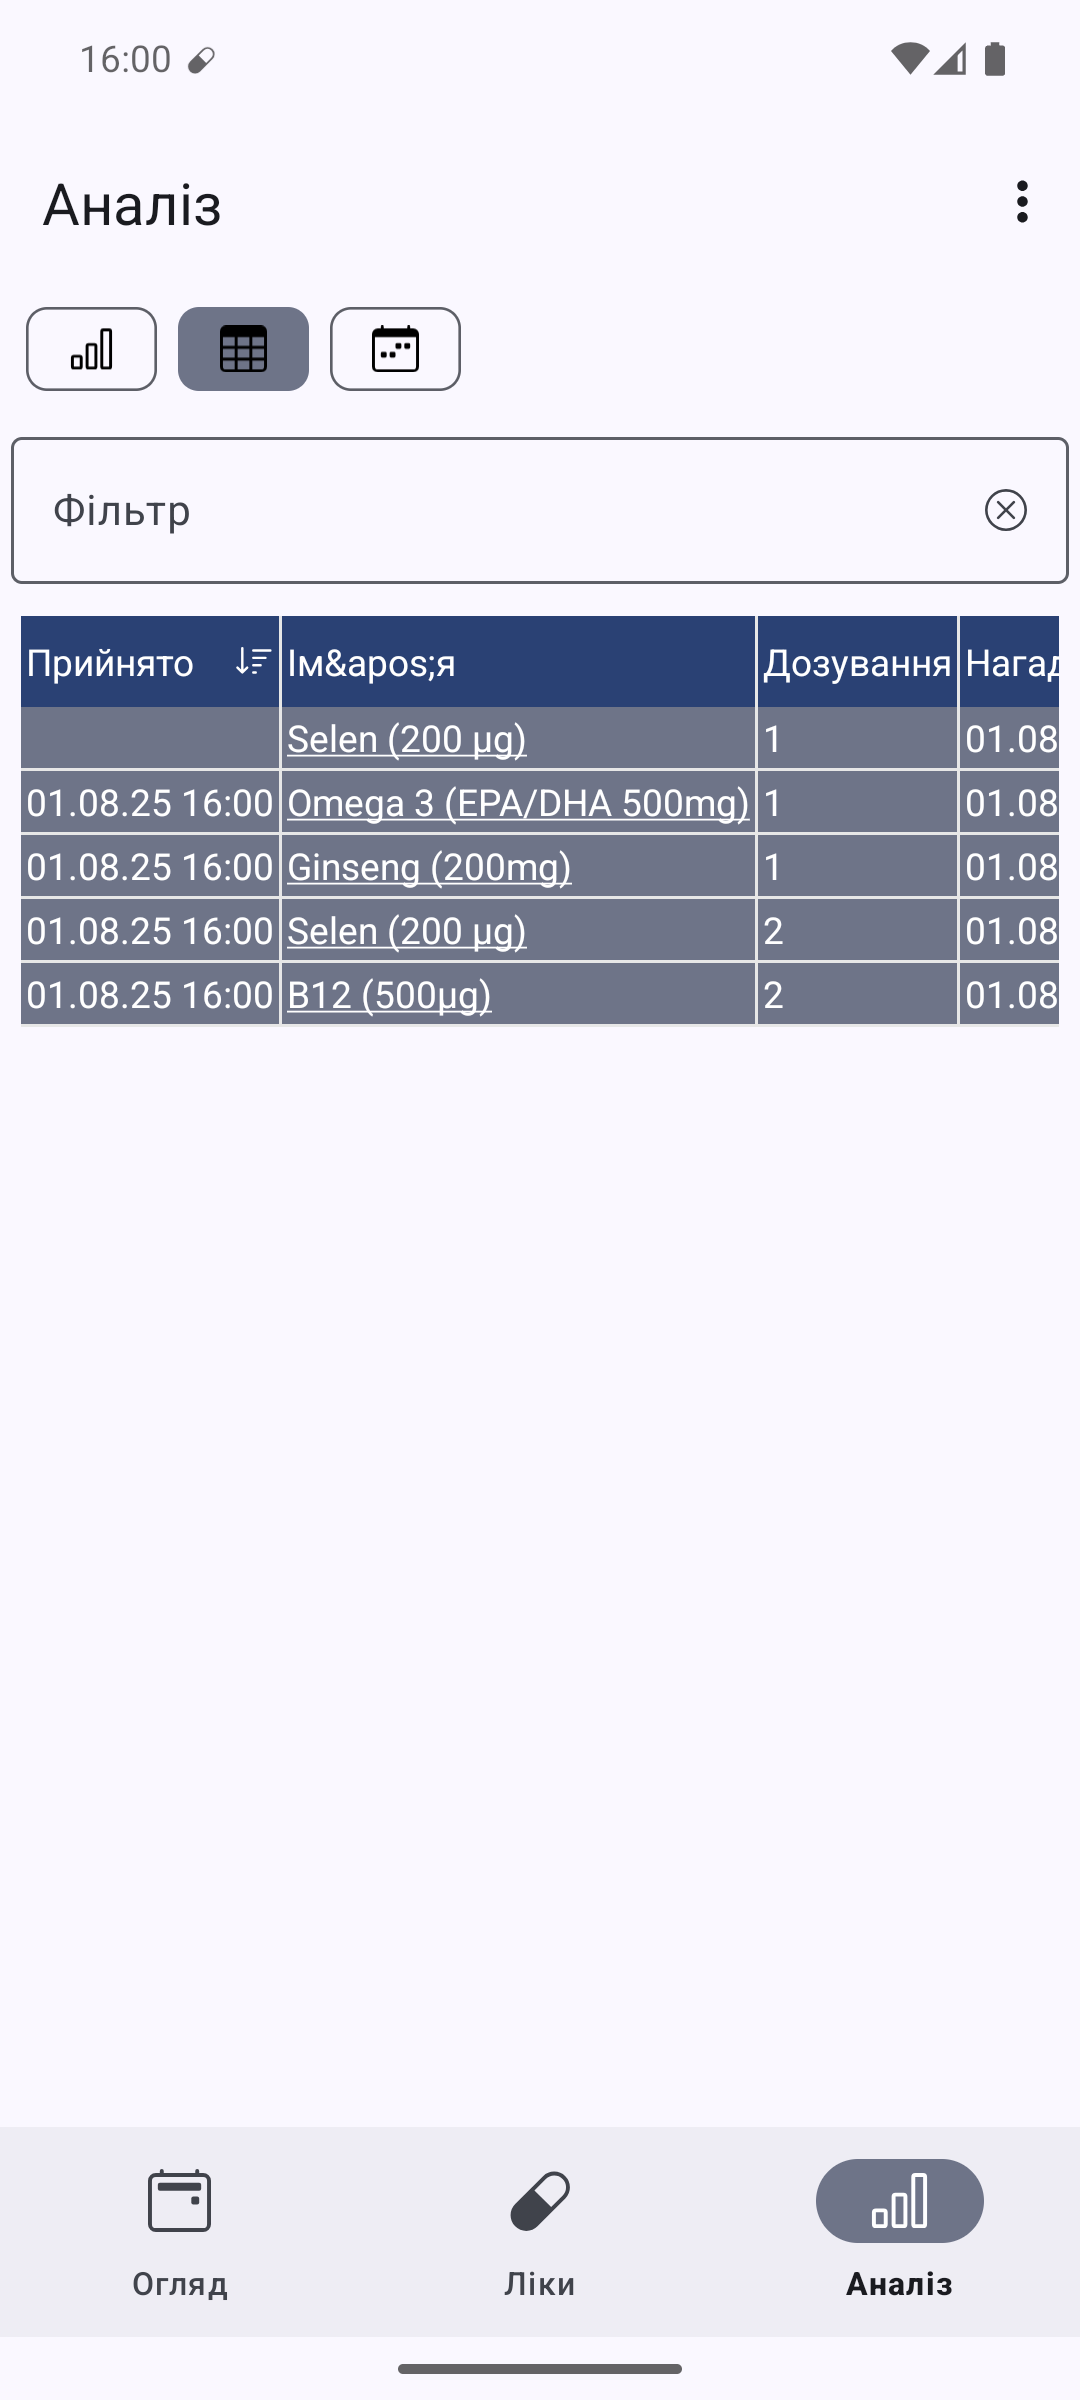 16:00
Аналіз
Фільтр
Прийнято Ім&apos;я Дозування Нагад
Selen (200 µg) 1 01.08
01.08.25 16:00 Omega 3 (EPA/DHA 500mg) 1 01.08
01.08.25 16:00 Ginseng (200mg) 1 01.08
01.08.25 16:00 Selen (200 µg) 2 01.08
01.08.25 16:00 B12 (500µg) 2 01.08
Огляд Ліки Аналіз